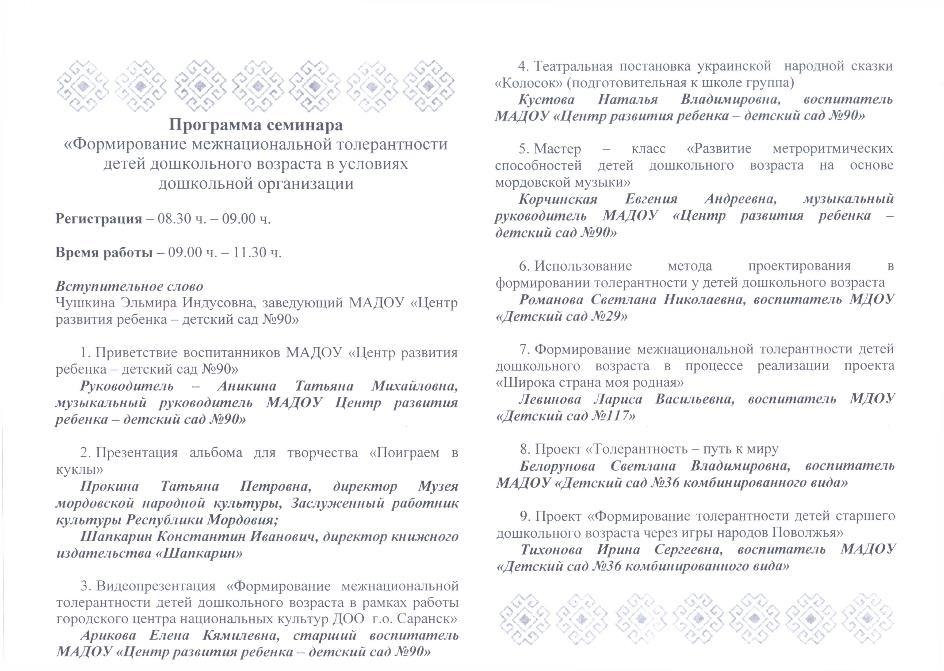 Программа семинара
«Формирование межнациональной толерантности
детей дошкольного возраста в условиях
дошкольной организации
Регистрация – 08.30 ч. – 09.00 ч.
Время работы – 09.00 ч. – 11.30 ч.
Вступительное слово
Чушкина Эльмира Индусовна, заведующий МАДОУ «Центр
развития ребенка – детский сад №90»
1. Приветствие воспитанников МАДОУ «Центр развития
ребенка – детский сад №90»
Руководитель – Аникина Татьяна Михайловна,
музыкальный руководитель МАДОУ Центр развития
ребенка – детский сад №90»
2. Презентация альбома для творчества «Поиграем в
куклы»
Прокина Татьяна Петровна, директор Музея
мордовской народной культуры, Заслуженный работник
культуры Республики Мордовия;
Шапкарин Константин Иванович, директор книжного
издательства «Шапкарин»
3. Видеопрезентация «Формирование межнациональной
толерантности детей дошкольного возраста в рамках работы
городского центра национальных культур ДОО г.о. Саранск»
Арикова Елена Кямилевна, старший воспитатель
МАДОУ «Центр развития ребенка – детский сад №90»
4. Театральная постановка украинской народной сказки
«Колосок» (подготовительная к школе группа)
Кустова Наталья Владимировна, воспитатель
МАДОУ «Центр развития ребенка – детский сад №90»
5. Мастер – класс «Развитие метроритмических
способностей детей дошкольного возраста на основе
мордовской музыки»
Корчинская Евгения Андреевна, музыкальный
руководитель МАДОУ «Центр развития ребенка –
детский сад №90»
6. Использование метода проектирования в
формировании толерантности у детей дошкольного возраста
Романова Светлана Николаевна, воспитатель МДОУ
«Детский сад №29»
7. Формирование межнациональной толерантности детей
дошкольного возраста в процессе реализации проекта
«Широка страна моя родная»
Левинова Лариса Васильевна, воспитатель МДОУ
«Детский сад №117»
8. Проект «Толерантность – путь к миру
Белорунова Светлана Владимировна, воспитатель
МАДОУ «Детский сад №36 комбинированного вида»
9. Проект «Формирование толерантности детей старшего
дошкольного возраста через игры народов Поволжья»
Тихонова Ирина Сергеевна, воспитатель МАДОУ
«Детский сад №36 комбинированного вида»